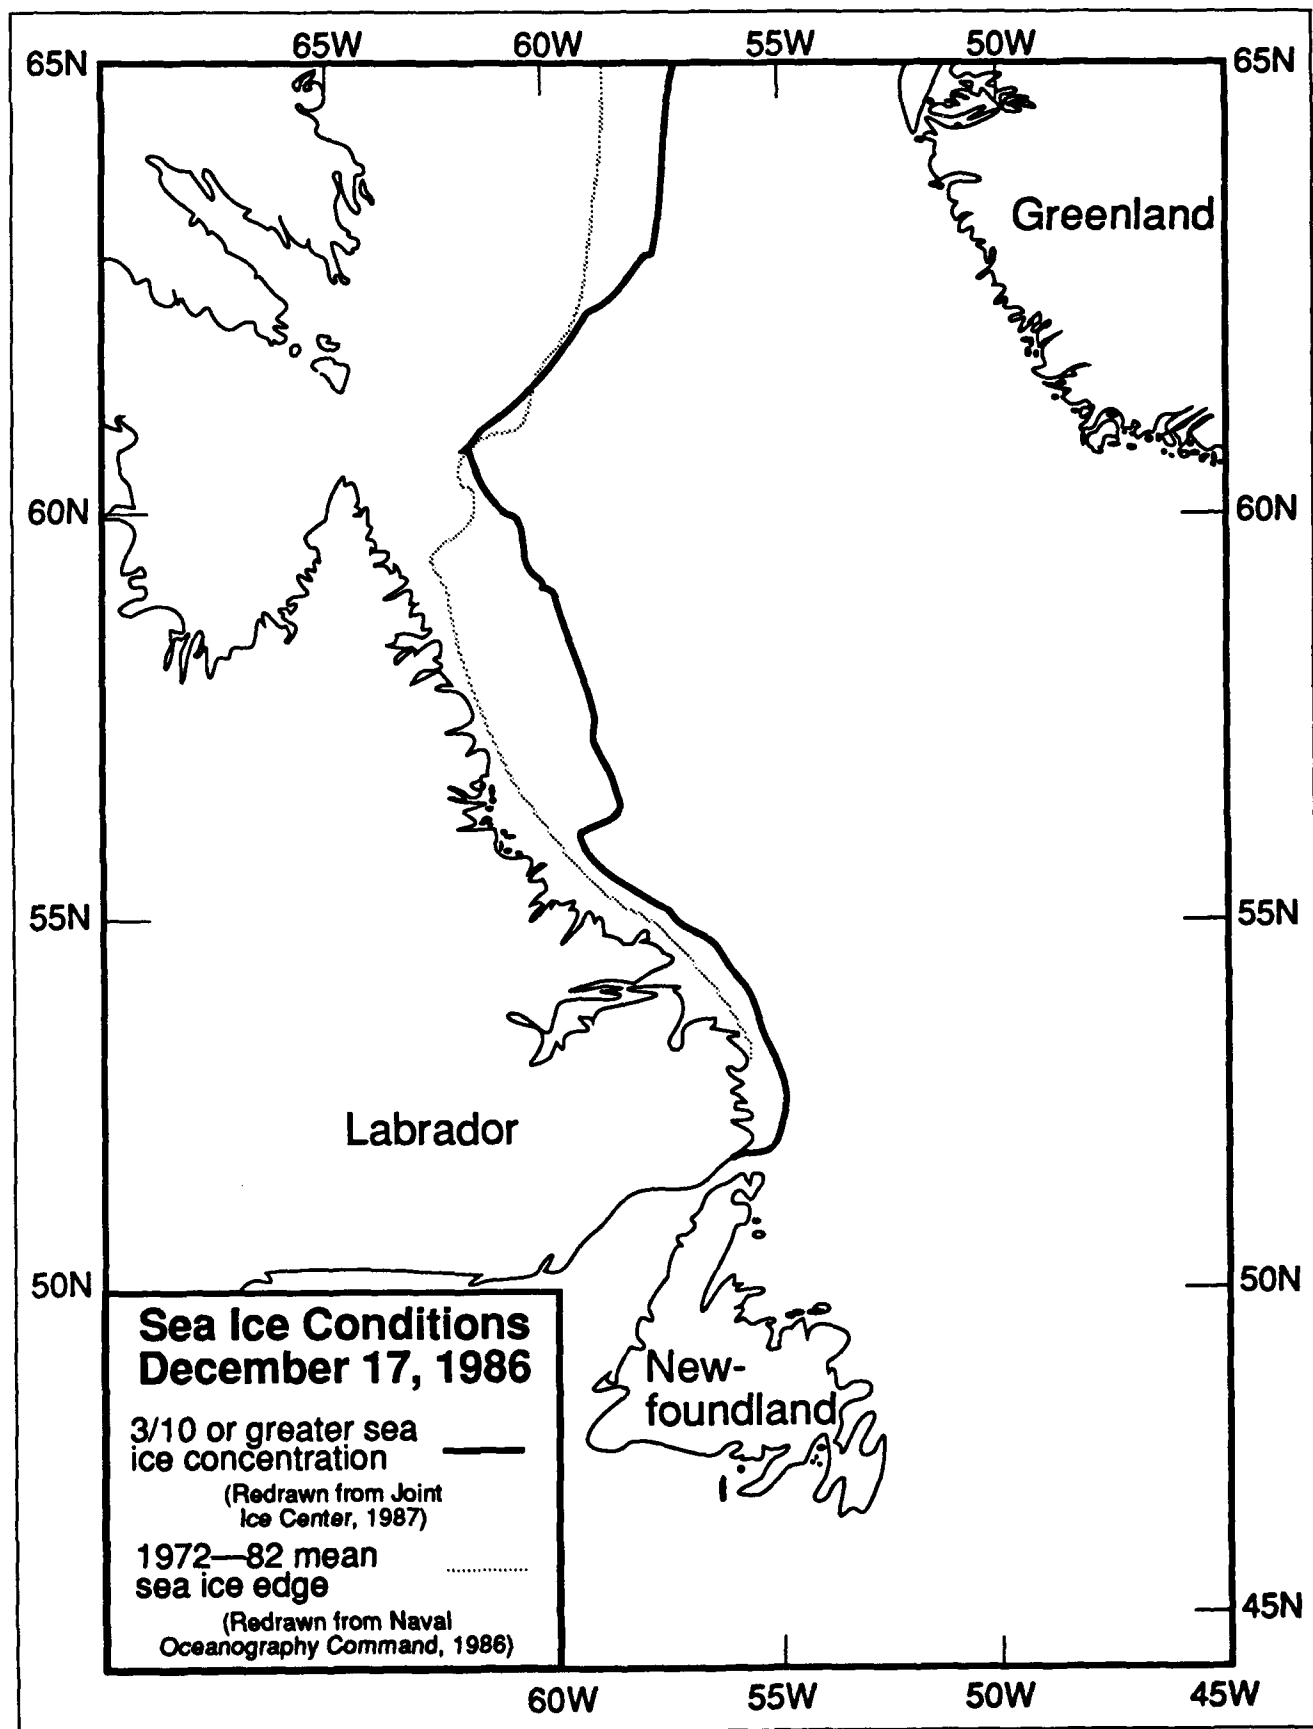 65W 60W 55W 50W
65N 65N
Greenland
60N 60N
55N 55N
Labrador
50N 50N
Sea Ice Conditions
December 17, 1986
New-
foundland
3/10 or greater sea
ice concentration
(Redrawn from Joint
Ice Center, 1987)
1972—82 mean
sea ice edge
(Redrawn from Naval
Oceanography Command, 1986)
45N
60W 55W 50W 45W